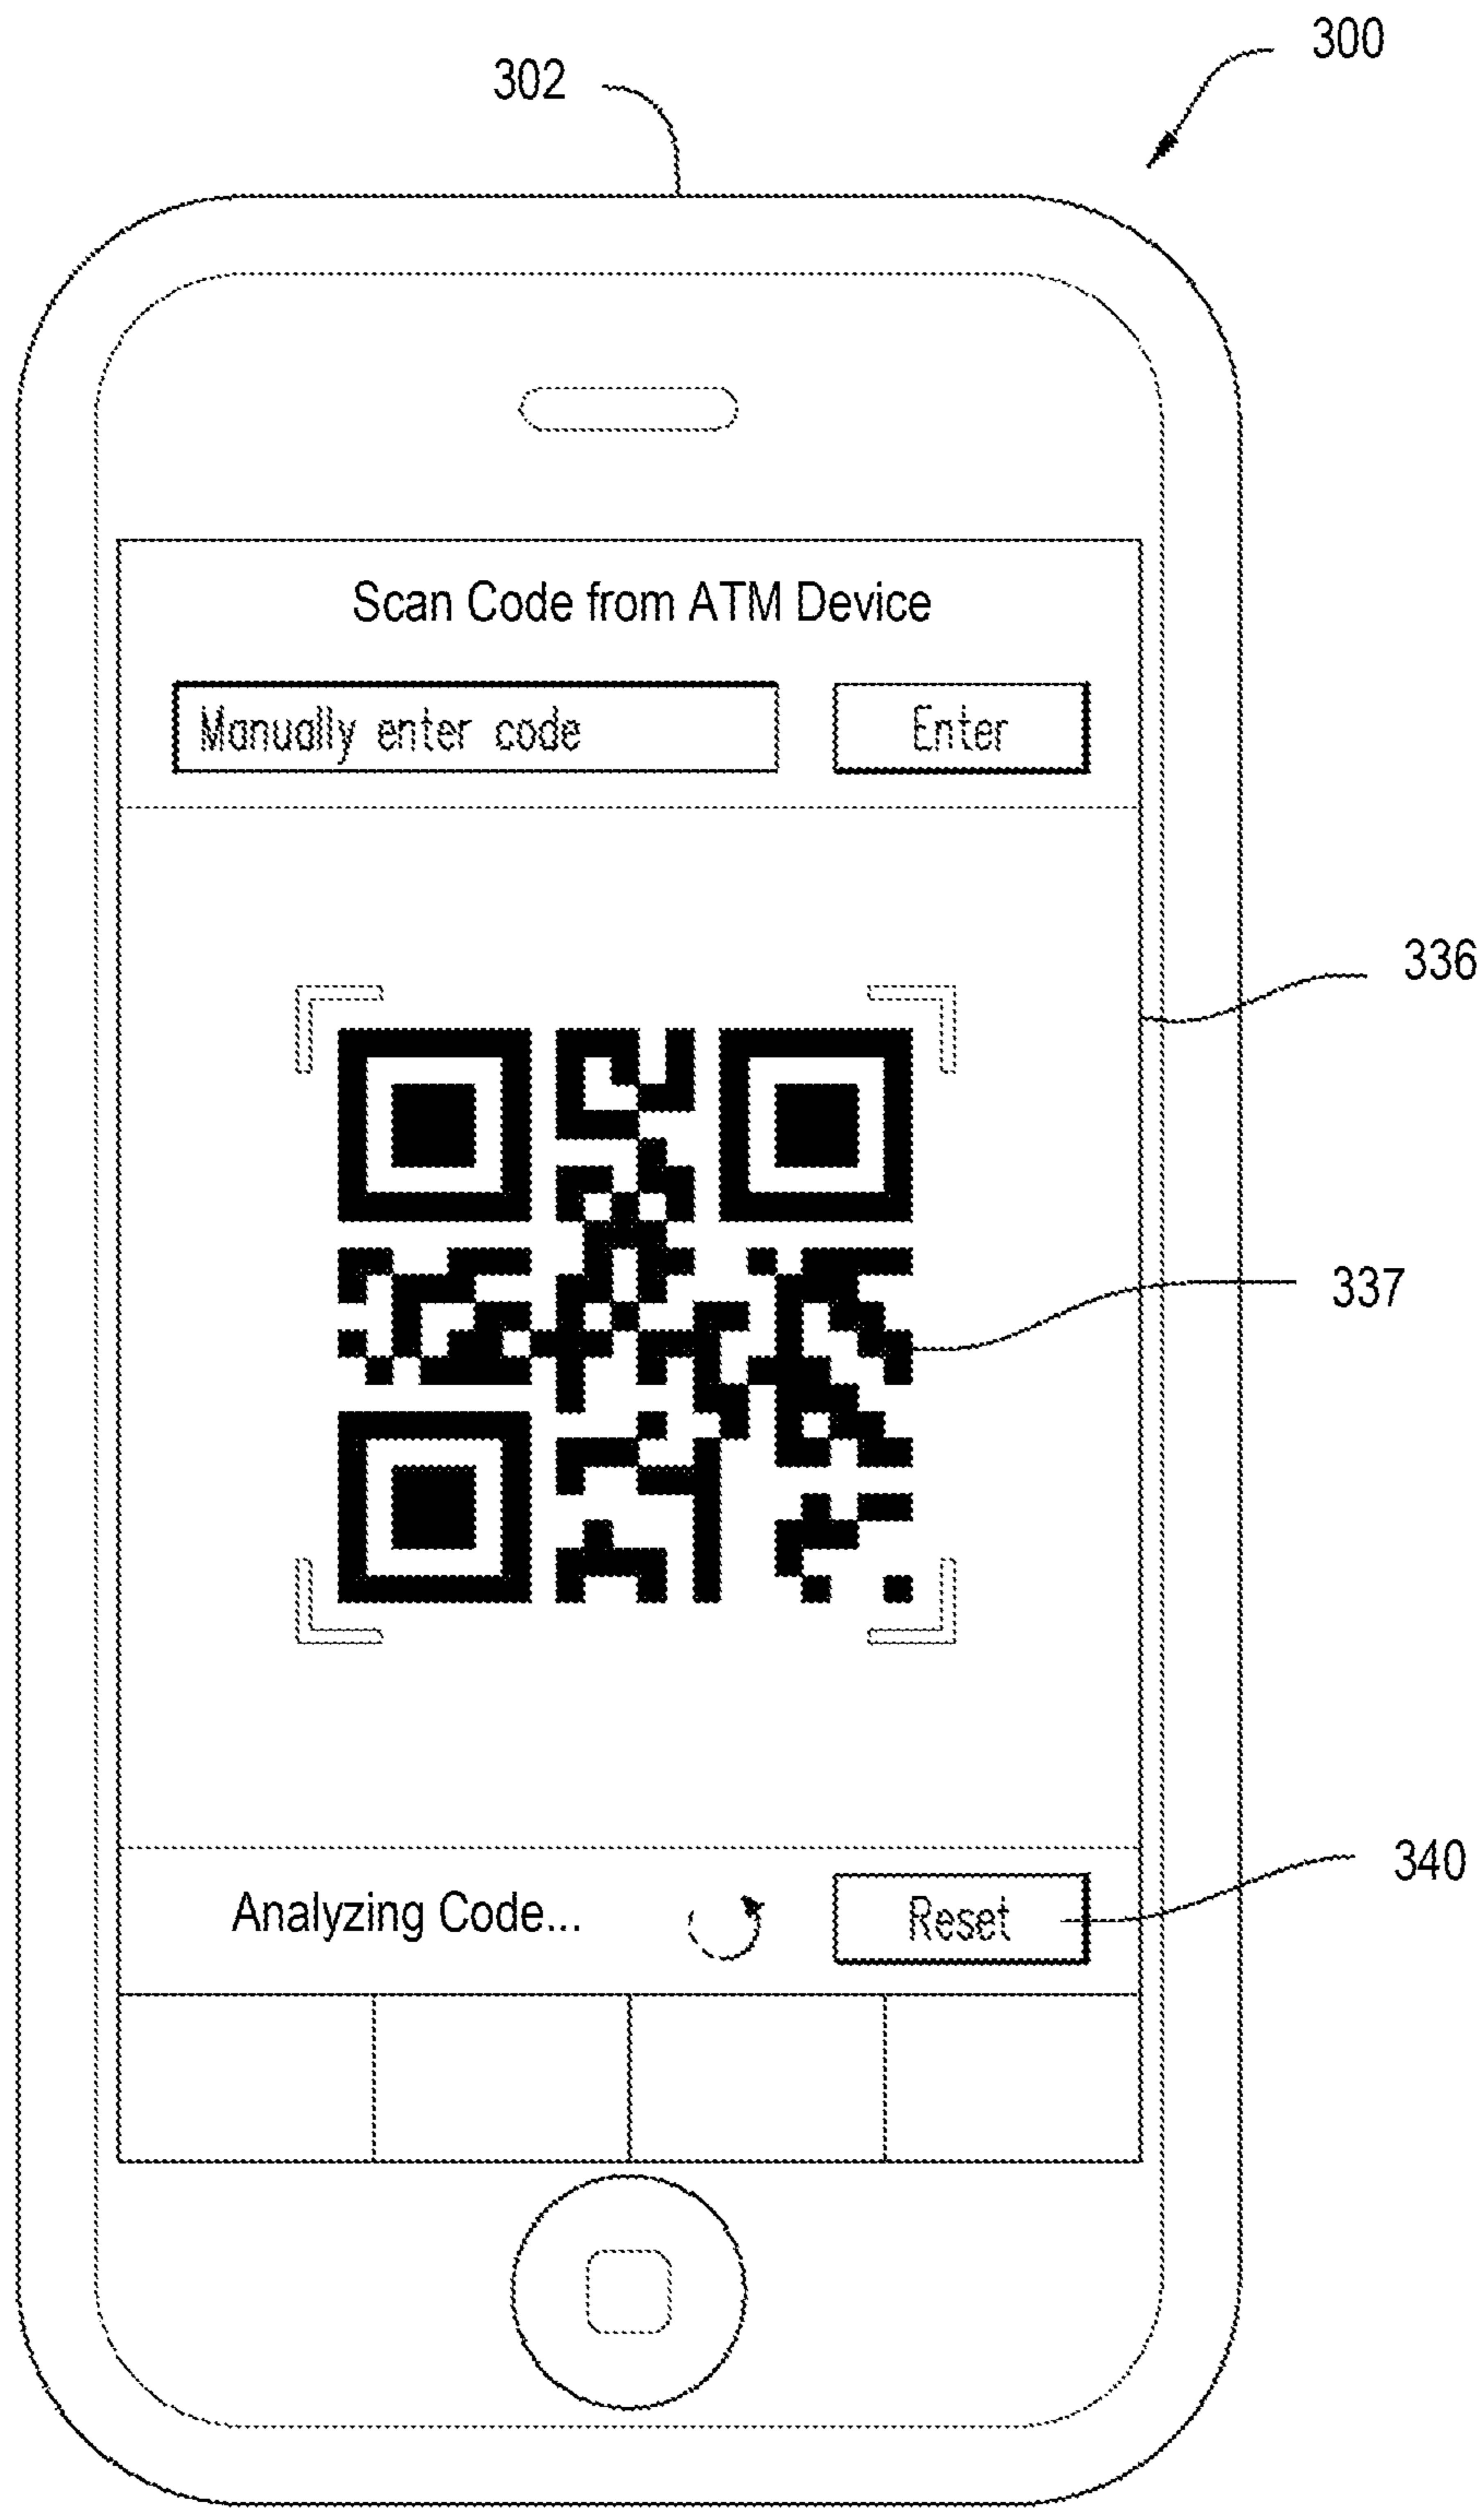 300
302
Scan Code from ATM Device
Manually enter code Enter
336
337
340
Analyzing Code... Reset